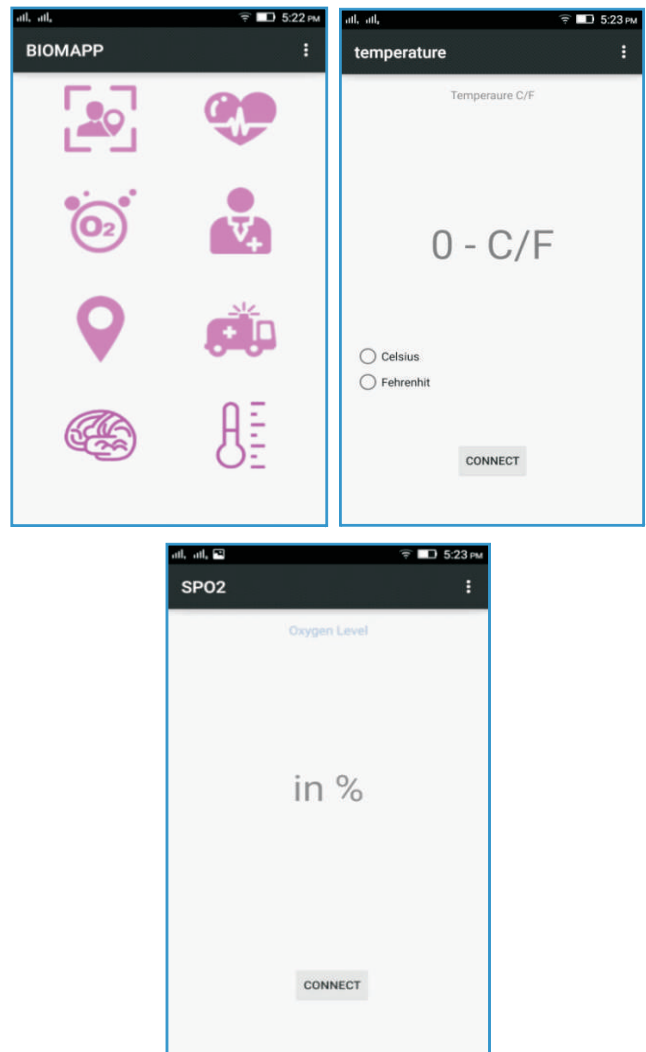 5:22 PM
BIOMAPP
O2
5:23 PM
temperature
Temperaure C/F
0 - C/F
Celsius
Fehrenhit
CONNECT
5:23 PM
SPO2
Oxygen Level
in %
CONNECT